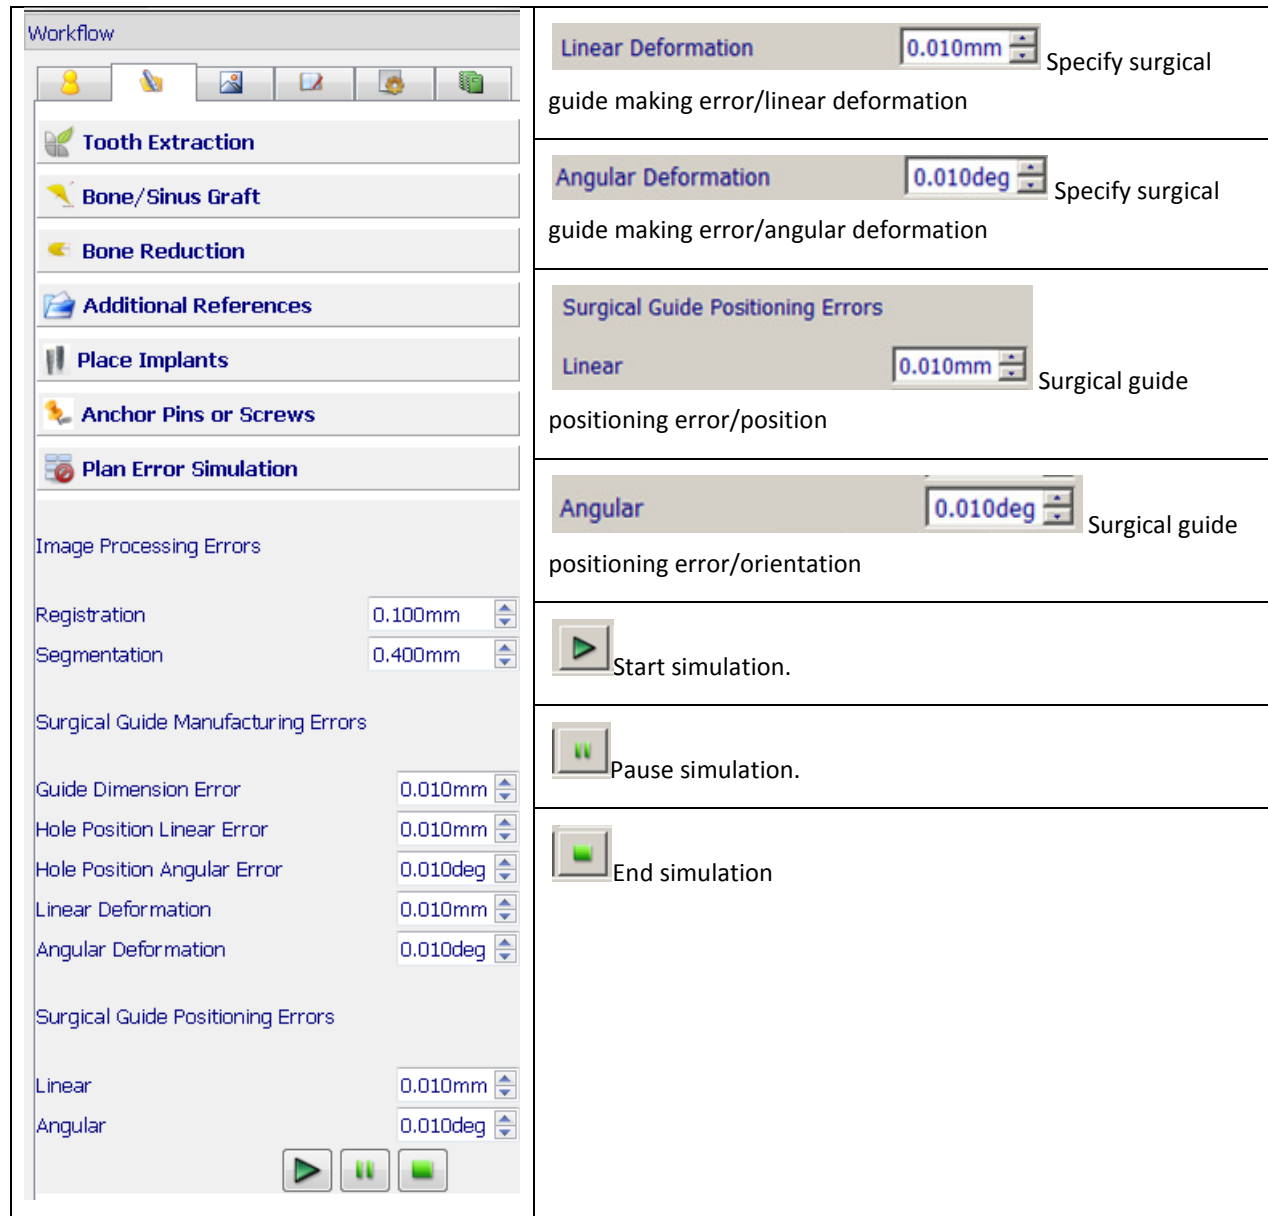 Workflow
Tooth Extraction
Bone/Sinus Graft
Bone Reduction
Additional References
Place Implants
Anchor Pins or Screws
Plan Error Simulation
Image Processing Errors
Registration 0.100mm
Segmentation 0.400mm
Surgical Guide Manufacturing Errors
Guide Dimension Error 0.010mm
Hole Position Linear Error 0.010mm
Hole Position Angular Error 0.010deg
Linear Deformation 0.010mm
Angular Deformation 0.010deg
Surgical Guide Positioning Errors
Linear 0.010mm
Angular 0.010deg
Linear Deformation 0.010mm Specify surgical
guide making error/linear deformation
Angular Deformation 0.010deg Specify surgical
guide making error/angular deformation
Surgical Guide Positioning Errors
Linear 0.010mm Surgical guide
positioning error/position
Angular 0.010deg Surgical guide
positioning error/orientation
Start simulation.
Pause simulation.
End simulation